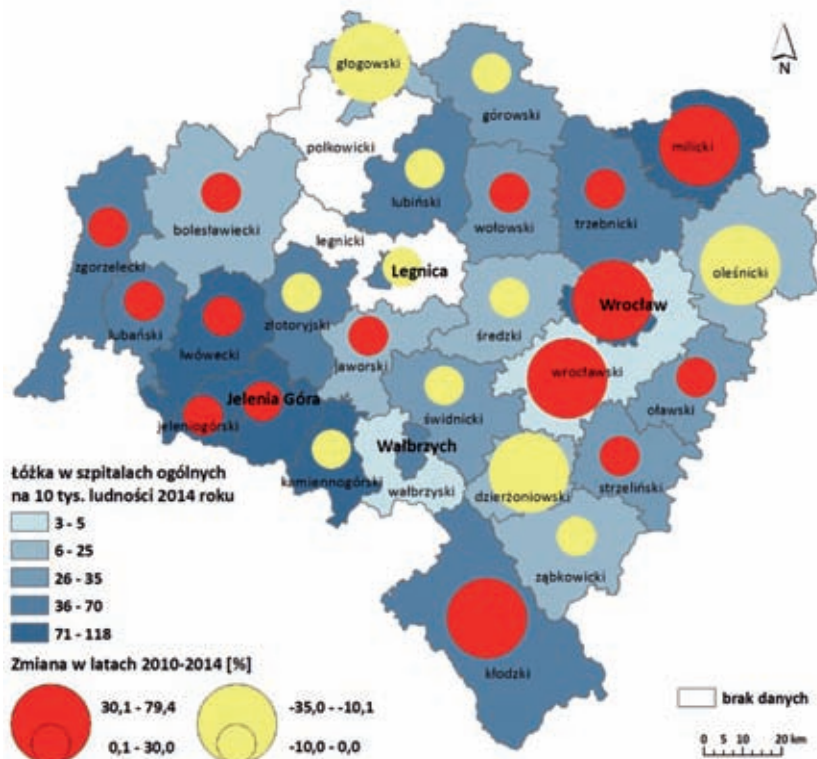 głogowski
N
górowski
polkowicki
milicki
lubiński
bolesławiecki
wołowski
trzebnicki
legnicki
zgorzelecki
Legnica
oleśnicki
Wrocław
lubański
złotoryjski
średzki
lwówecki
jaworski
wrocławski
Jelenia Góra
oławski
jeleniogórski
świdnicki
Wałbrzych
kamiennogórski
wałbrzyski
dzierżoniowski
strzeliński
ząbkowicki
kłodzki
Łóżka w szpitalach ogólnych
na 10 tys. ludności 2014 roku
3 - 5
6 - 25
26 - 35
36 - 70
71 - 118
Zmiana w latach 2010-2014 [%]
30,1 - 79,4
0,1 - 30,0
-35,0 - -10,1
-10,0 - 0,0
brak danych
0 5 10 20 km